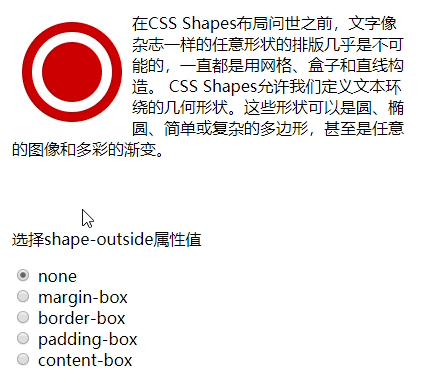 在CSS Shapes布局问世之前，文字像
杂志一样的任意形状的排版几乎是不可
能的，一直都是用网格、盒子和直线构
造。 CSS Shapes允许我们定义文本环
绕的几何形状。这些形状可以是圆、椭
圆、简单或复杂的多边形，甚至是任意
的图像和多彩的渐变。
选择shape-outside属性值
none
margin-box
border-box
padding-box
content-box